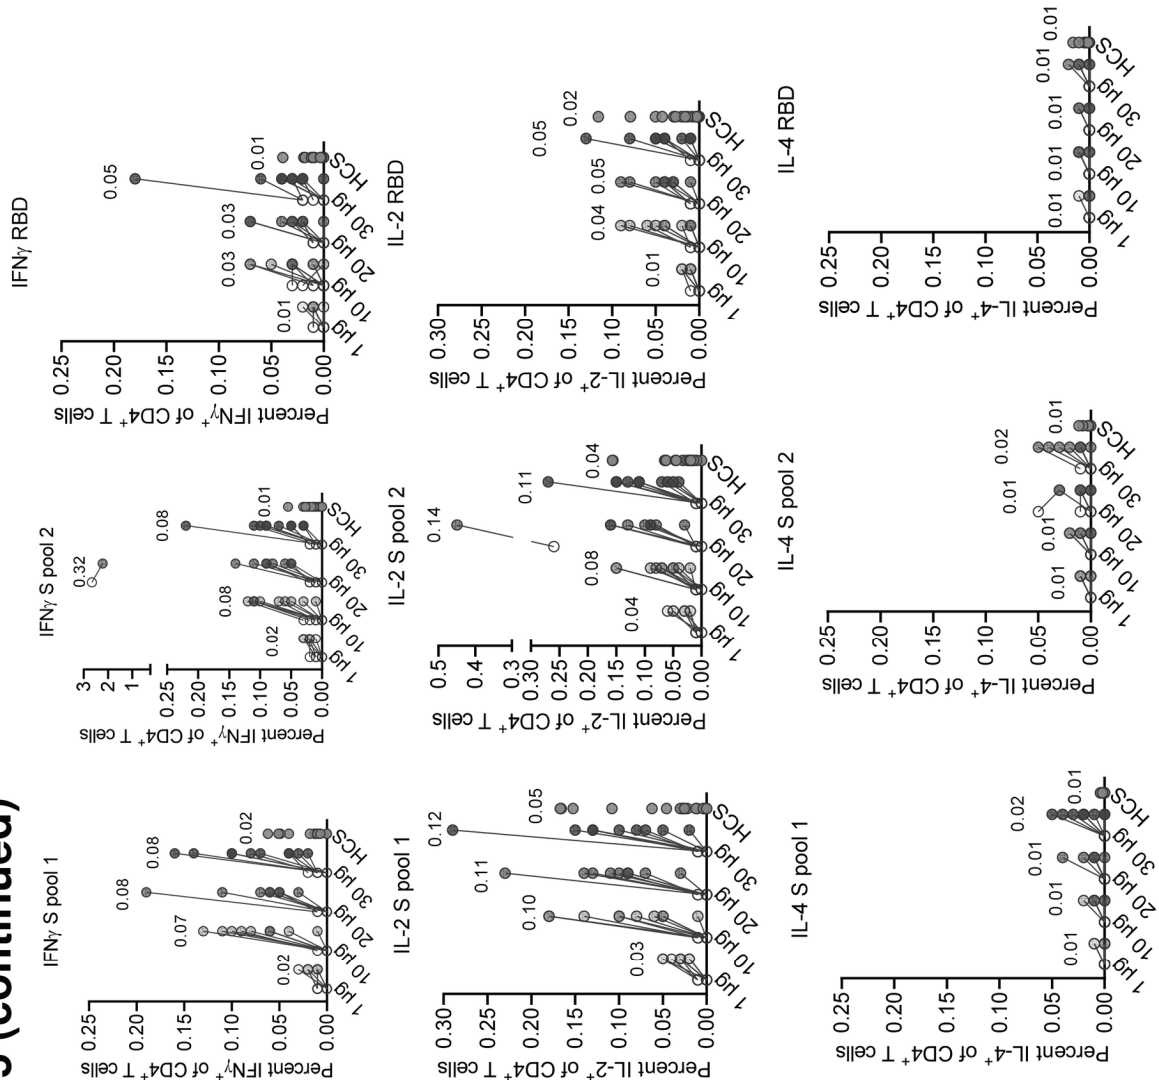 (continued)
IFNγ S pool 1
Percent IFNγ⁺ of CD4⁺ T cells
0.25
0.20
0.15
0.10
0.05
0.00
0.02
0.07
0.08
0.08
0.02
1 µg
10 µg
20 µg
30 µg
HCS
IFNγ S pool 2
Percent IFNγ⁺ of CD4⁺ T cells
3
2
1
0.25
0.20
0.15
0.10
0.05
0.00
0.02
0.08
0.32
0.08
0.01
1 µg
10 µg
20 µg
30 µg
HCS
IFNγ RBD
Percent IFNγ⁺ of CD4⁺ T cells
0.25
0.20
0.15
0.10
0.05
0.00
0.01
0.03
0.03
0.05
0.01
1 µg
10 µg
20 µg
30 µg
HCS
IL-2 S pool 1
Percent IL-2⁺ of CD4⁺ T cells
0.30
0.25
0.20
0.15
0.10
0.05
0.00
0.03
0.10
0.11
0.12
0.05
1 µg
10 µg
20 µg
30 µg
HCS
IL-2 S pool 2
Percent IL-2⁺ of CD4⁺ T cells
0.5
0.4
0.3
0.30
0.25
0.20
0.15
0.10
0.05
0.00
0.04
0.08
0.14
0.11
0.04
1 µg
10 µg
20 µg
30 µg
HCS
IL-2 RBD
Percent IL-2⁺ of CD4⁺ T cells
0.30
0.25
0.20
0.15
0.10
0.05
0.00
0.01
0.04
0.05
0.05
0.02
1 µg
10 µg
20 µg
30 µg
HCS
IL-4 S pool 1
Percent IL-4⁺ of CD4⁺ T cells
0.25
0.20
0.15
0.10
0.05
0.00
0.01
0.01
0.01
0.02
0.01
1 µg
10 µg
20 µg
30 µg
HCS
IL-4 S pool 2
Percent IL-4⁺ of CD4⁺ T cells
0.25
0.20
0.15
0.10
0.05
0.00
0.01
0.01
0.01
0.02
0.01
1 µg
10 µg
20 µg
30 µg
HCS
IL-4 RBD
Percent IL-4⁺ of CD4⁺ T cells
0.25
0.20
0.15
0.10
0.05
0.00
0.01
0.01
0.01
0.01
0.01
1 µg
10 µg
20 µg
30 µg
HCS